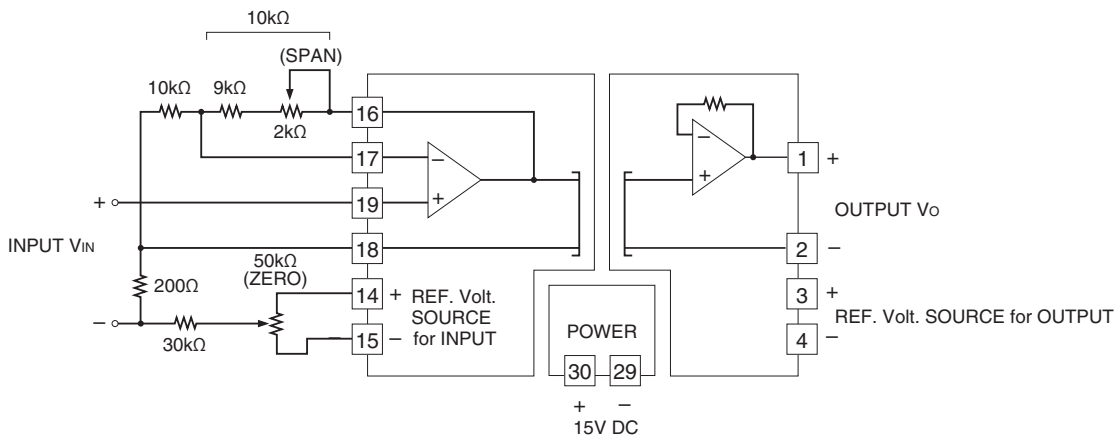 10kΩ
(SPAN)
10kΩ
9kΩ
2kΩ
16
17
19
18
14
15
−
+
+
INPUT VIN
−
200Ω
30kΩ
50kΩ
(ZERO)
+
−
REF. Volt.
SOURCE
for INPUT
POWER
30
29
+
−
15V DC
−
+
1
+
OUTPUT VO
2
−
3
+
REF. Volt. SOURCE for OUTPUT
4
−